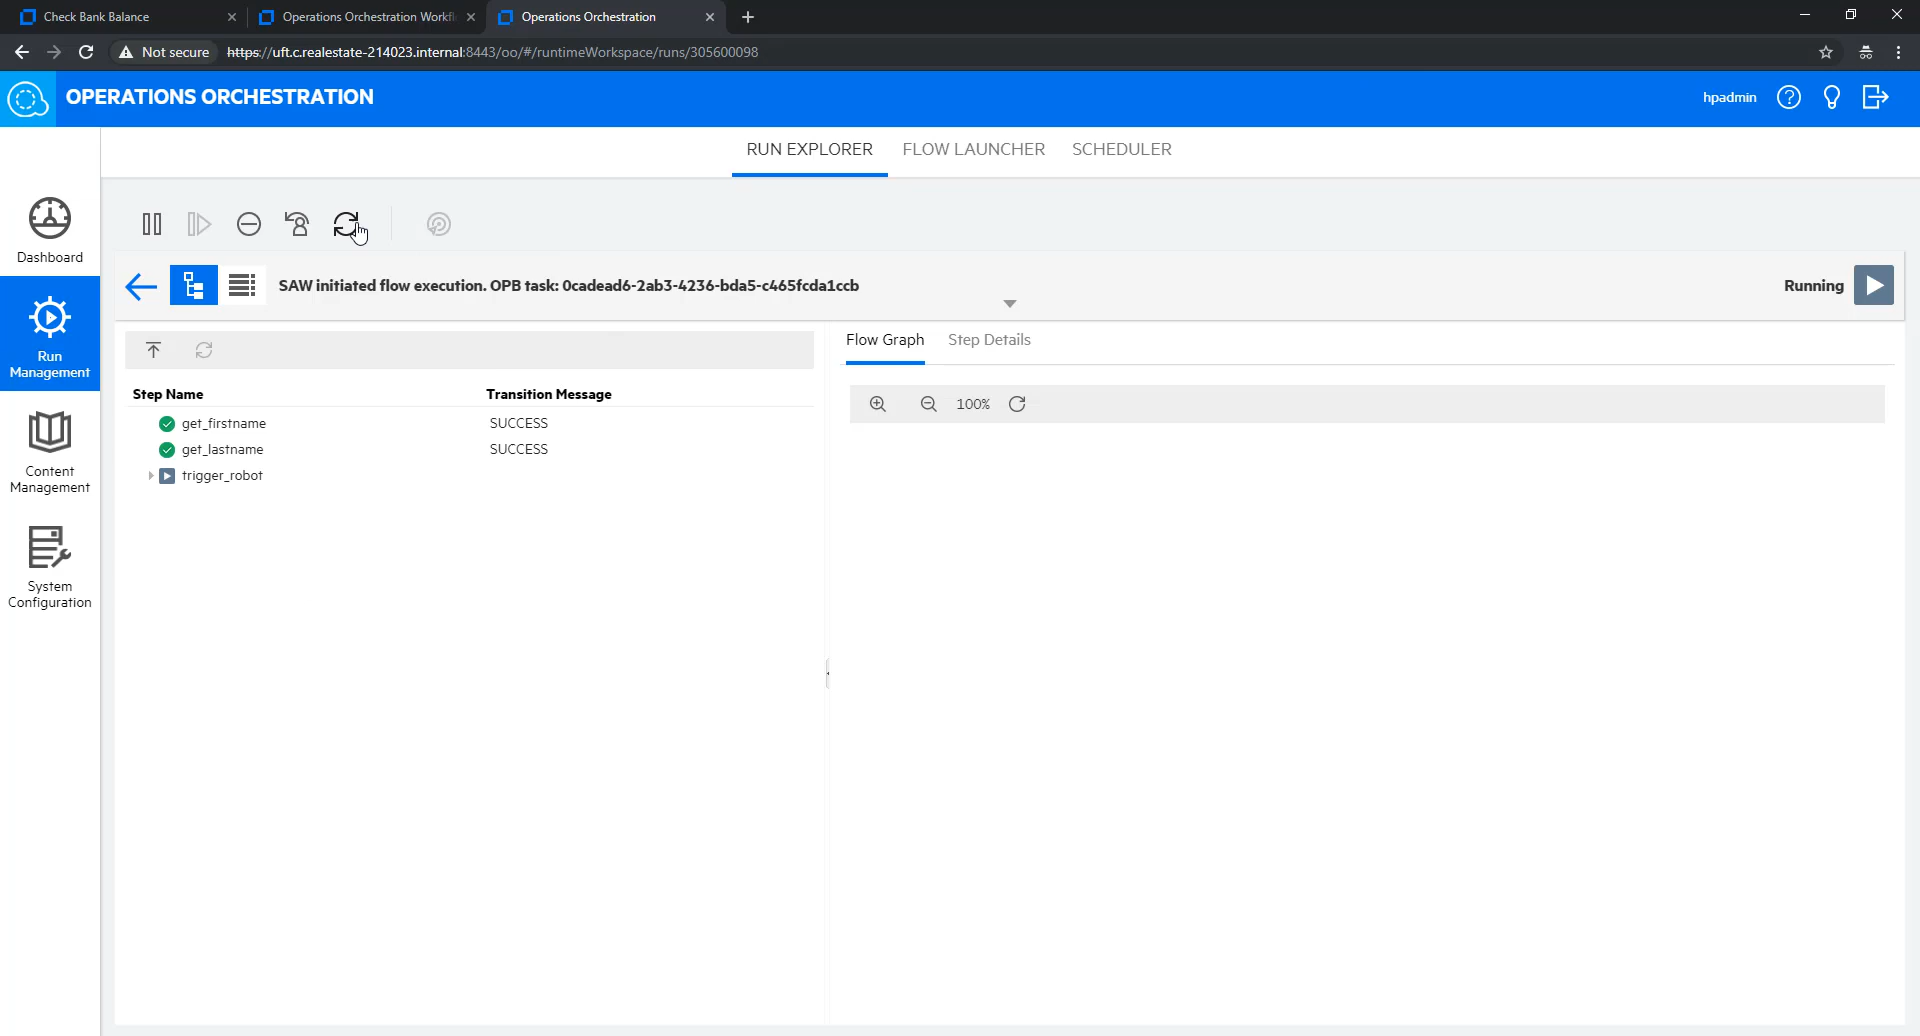 Check Bank Balance
Operations Orchestration Workfl
Operations Orchestration
Not secure
https://uft.c.realestate-214023.internal:8443/oo/#/runtimeWorkspace/runs/305600098
OPERATIONS ORCHESTRATION
hpadmin
RUN EXPLORER
FLOW LAUNCHER
SCHEDULER
Dashboard
Run
Management
Content
Management
System
Configuration
SAW initiated flow execution. OPB task: 0cadead6-2ab3-4236-bda5-c465fcda1ccb
Running
Flow Graph
Step Details
100%
Step Name
Transition Message
get_firstname
SUCCESS
get_lastname
SUCCESS
trigger_robot